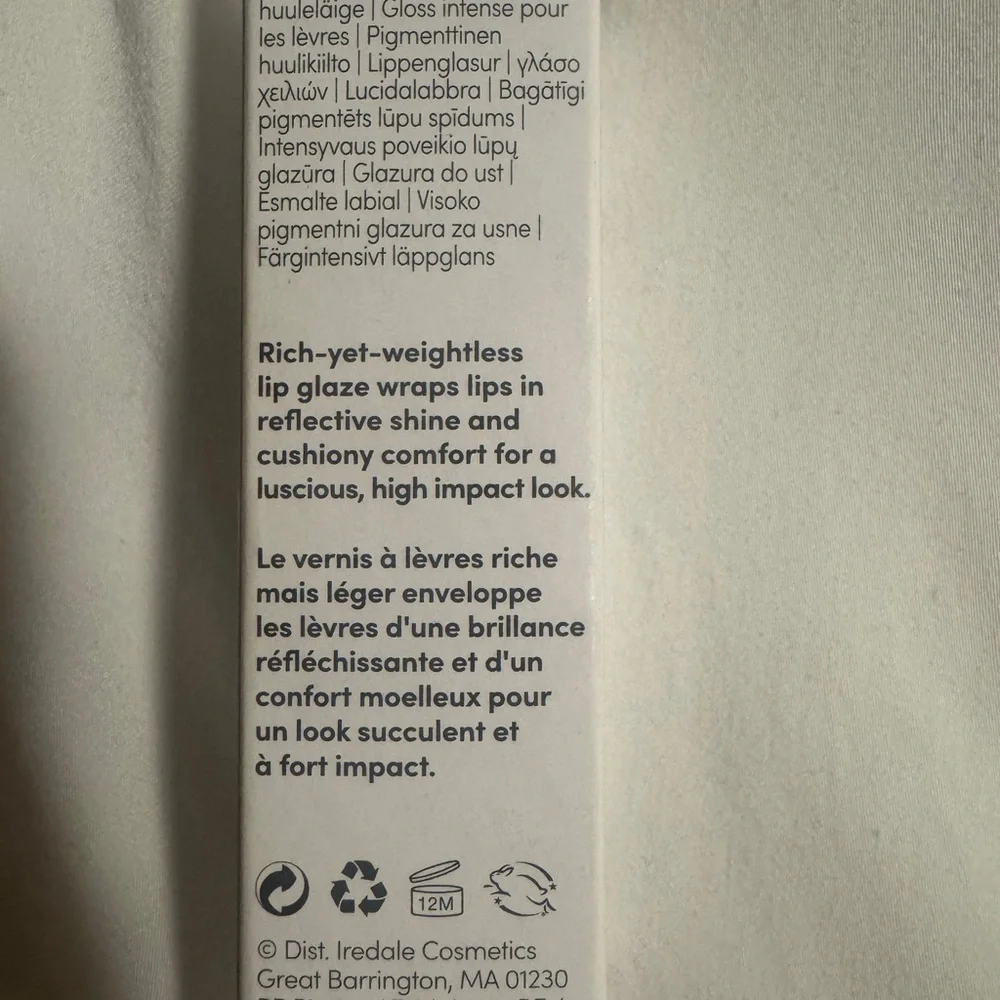 huuleläige | Gloss intense pour
les lèvres | Pigmenttinen
huulikiilto | Lippenglasur | γλάσο
χειλιών | Lucidalabbra | Bagātīgi
pigmentēts lūpu spīdums |
Intensyvaus poveikio lūpų
glazūra | Glazura do ust |
Esmalte labial | Visoko
pigmentni glazura za usne |
Färgintensivt läppglans
Rich-yet-weightless
lip glaze wraps lips in
reflective shine and
cushiony comfort for a
luscious, high impact look.
Le vernis à lèvres riche
mais léger enveloppe
les lèvres d'une brillance
réfléchissante et d'un
confort moelleux pour
un look succulent et
à fort impact.
12M
© Dist. Iredale Cosmetics
Great Barrington, MA 01230